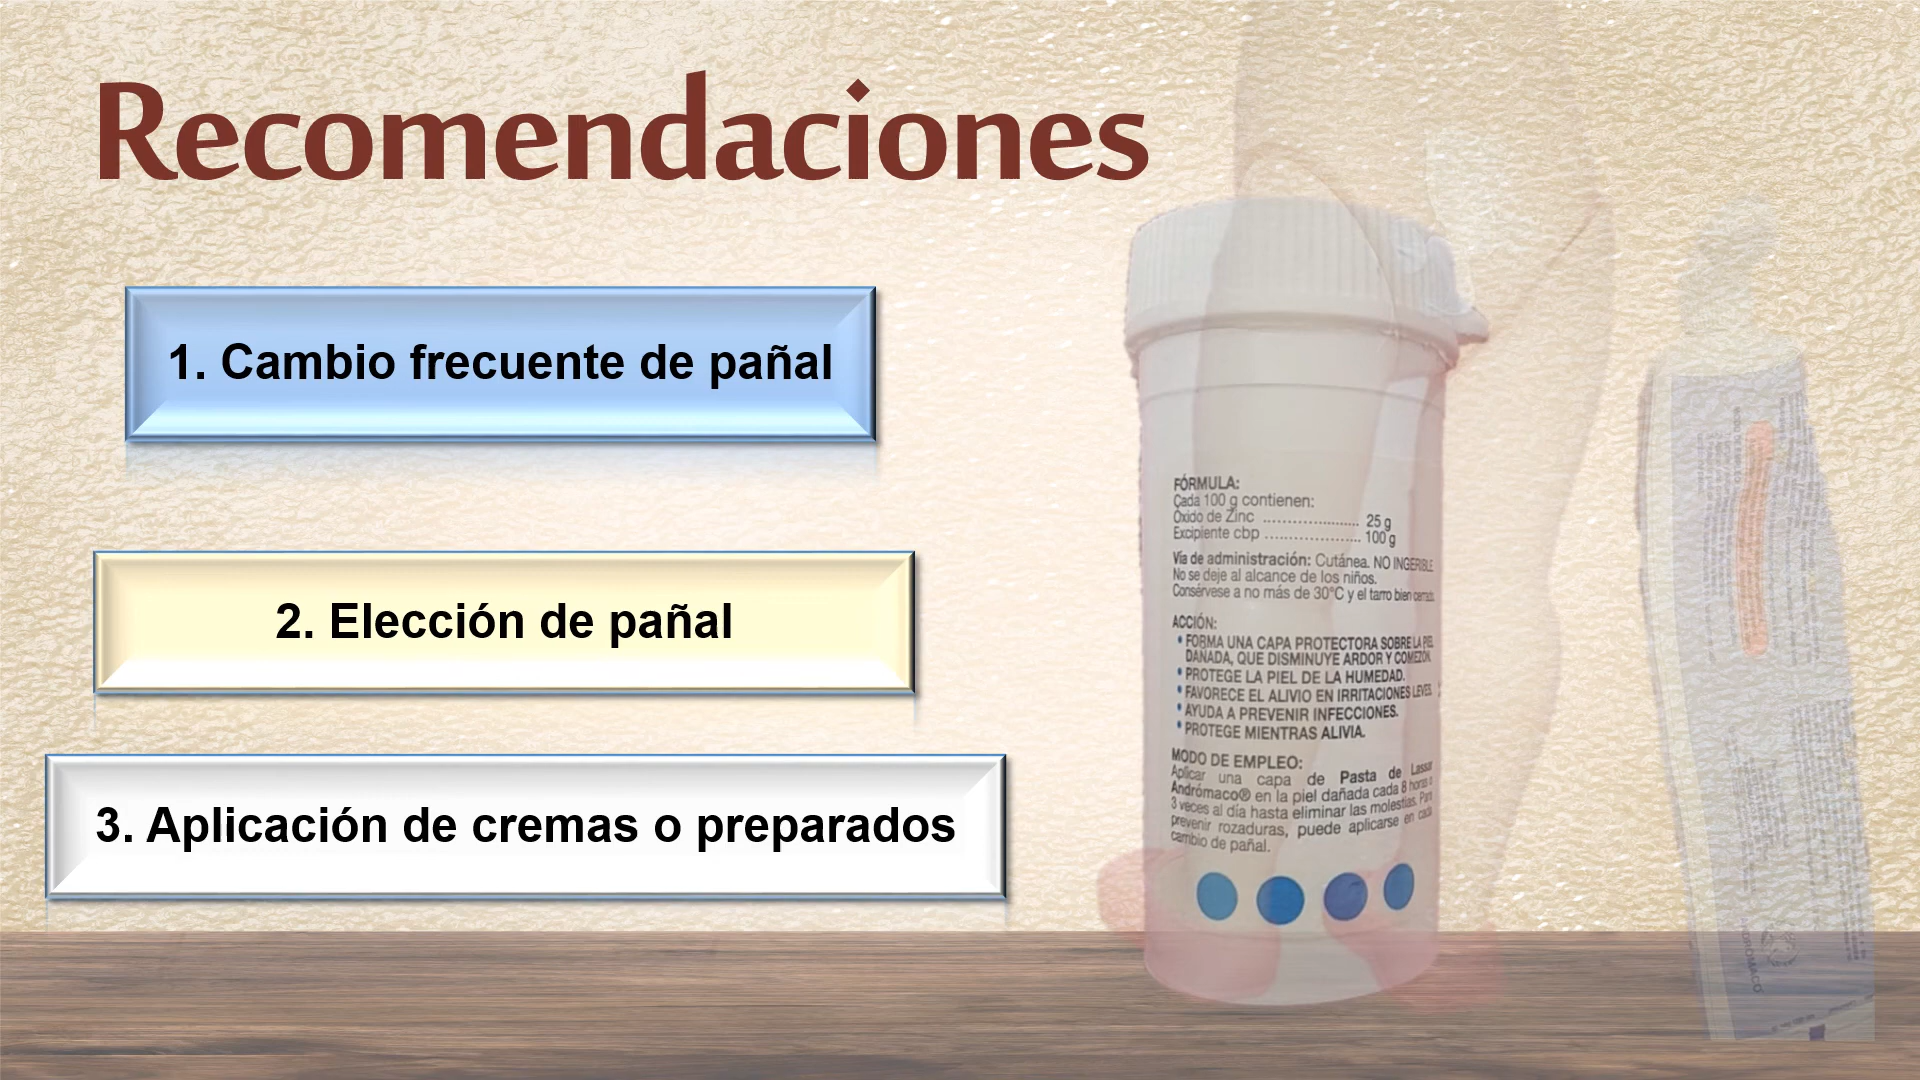 Recomendaciones
1. Cambio frecuente de pañal
2. Elección de pañal
3. Aplicación de cremas o preparados
FÓRMULA:
Cada 100 g contienen:
Óxido de Zinc ........................ 25 g
Excipiente cbp ........................ 100 g
Vía de administración: Cutánea. NO INGERIBLE
No se deje al alcance de los niños.
Consérvese a no más de 30°C y el tarro bien cerrado.
ACCIÓN:
• FORMA UNA CAPA PROTECTORA SOBRE LA PIEL
DAÑADA, QUE DISMINUYE ARDOR Y COMEZÓN.
• PROTEGE LA PIEL DE LA HUMEDAD.
• FAVORECE EL ALIVIO EN IRRITACIONES LEVES.
• AYUDA A PREVENIR INFECCIONES.
• PROTEGE MIENTRAS ALIVIA.
MODO DE EMPLEO:
Aplicar una capa de Pasta de Lassar
Andrómaco® en la piel dañada cada 8 horas o
3 veces al día hasta eliminar las molestias. Para
prevenir rozaduras, puede aplicarse en cada
cambio de pañal.